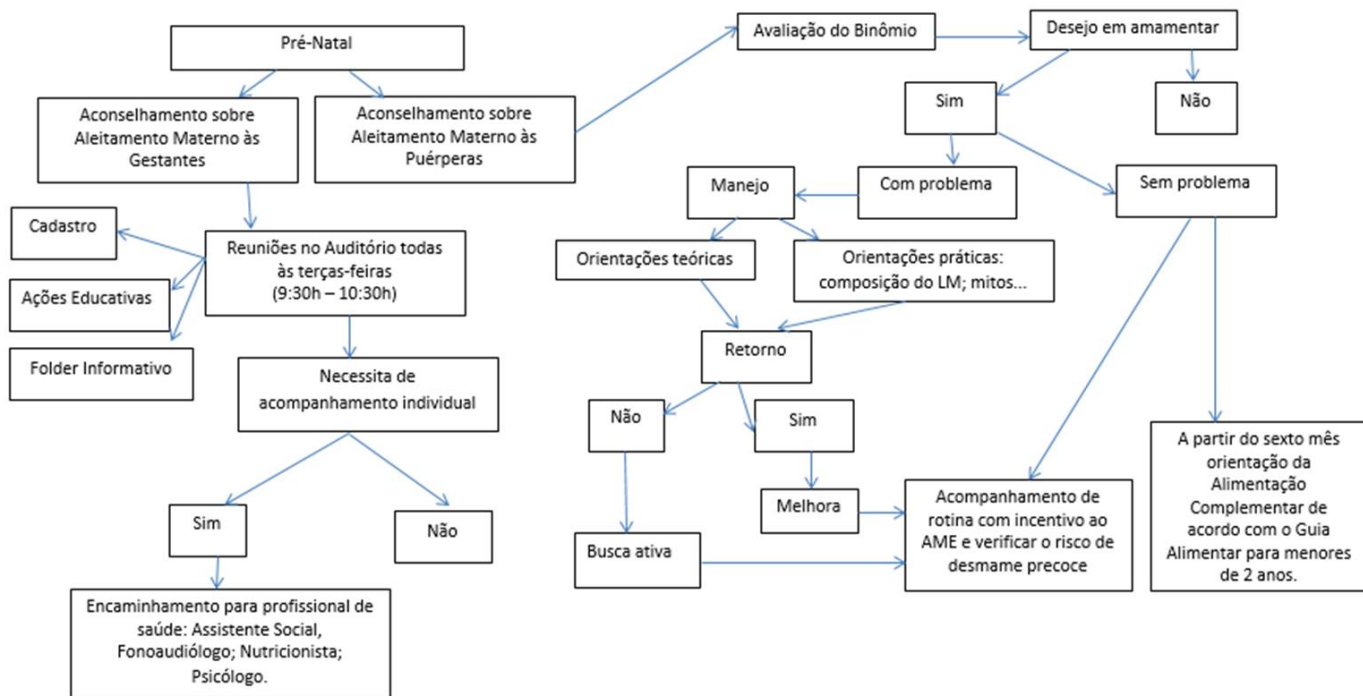 Pré-Natal
Aconselhamento sobre
Aleitamento Materno às
Gestantes
Aconselhamento sobre
Aleitamento Materno às
Puérperas
Cadastro
Ações Educativas
Folder Informativo
Reuniões no Auditório todas
às terças-feiras
(9:30h – 10:30h)
Necessita de
acompanhamento individual
Sim
Não
Encaminhamento para profissional de
saúde: Assistente Social,
Fonoaudiólogo; Nutricionista;
Psicólogo.
Avaliação do Binômio
Desejo em amamentar
Sim
Não
Com problema
Sem problema
Manejo
Orientações teóricas
Orientações práticas:
composição do LM; mitos...
Retorno
Não
Sim
Busca ativa
Melhora
Acompanhamento de
rotina com incentivo ao
AME e verificar o risco de
desmame precoce
A partir do sexto mês
orientação da
Alimentação
Complementar de
acordo com o Guia
Alimentar para menores
de 2 anos.